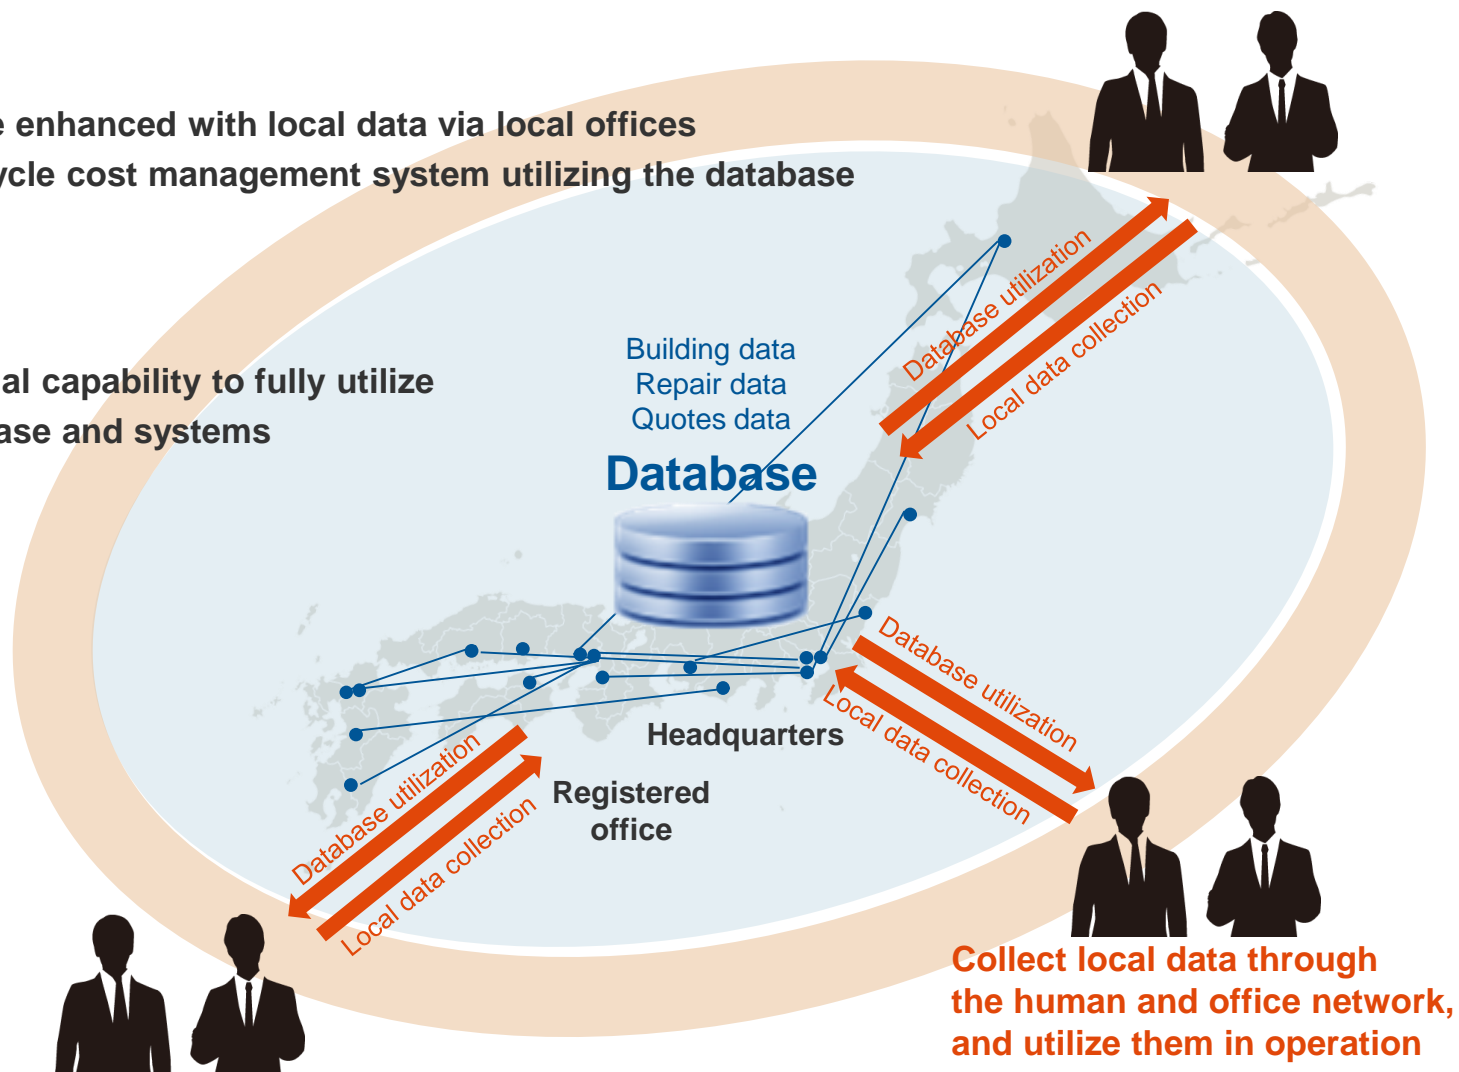 enhanced with local data via local offices
cost management system utilizing the database
capability to fully utilize
and systems
Building data
Repair data
Quotes data
Database
Database utilization
Local data collection
Database utilization
Local data collection
Headquarters
Registered
office
Database utilization
Local data collection
Collect local data through
the human and office network,
and utilize them in operation